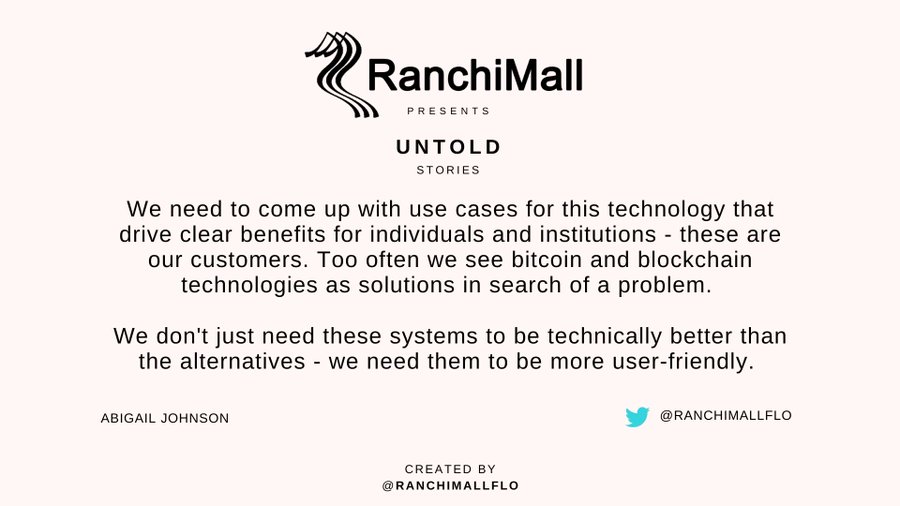 RanchiMall
PRESENTS
UNTOLD
STORIES
We need to come up with use cases for this technology that
drive clear benefits for individuals and institutions - these are
our customers. Too often we see bitcoin and blockchain
technologies as solutions in search of a problem.
We don't just need these systems to be technically better than
the alternatives - we need them to be more user-friendly.
ABIGAIL JOHNSON
@RANCHIMALLFLO
CREATED BY
@RANCHIMALLFLO